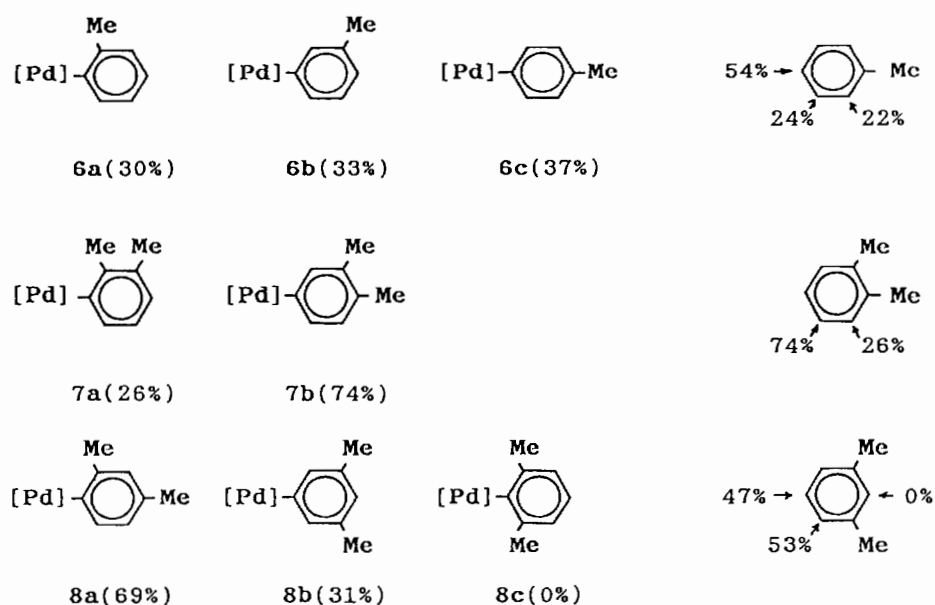 Me Me
[Pd] [Pd] [Pd] Me 54% → Mc
24% 22%
6a(30%) 6b(33%) 6c(37%)
Me Me Me Me
[Pd] [Pd] Me Me
74% 26%
7a(26%) 7b(74%)
Me Me Me Me
[Pd] Me [Pd] [Pd] 47% → ← 0%
Me Me 53% Me
8a(69%) 8b(31%) 8c(0%)